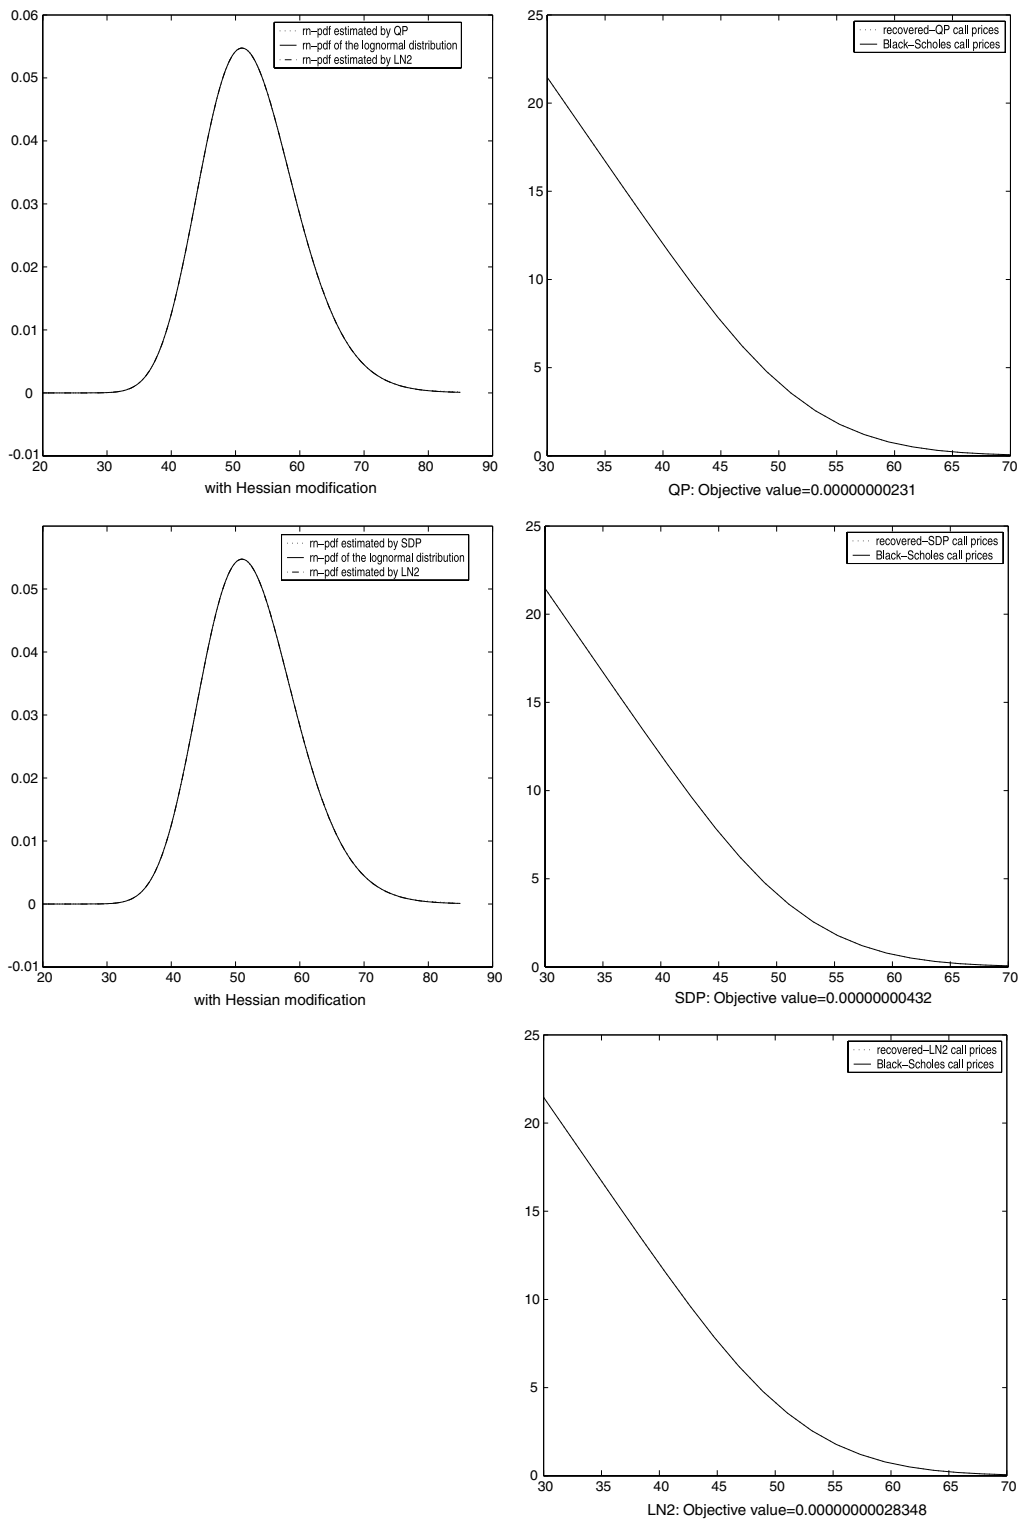 0.06
0.05
0.04
0.03
0.02
0.01
0
-0.01
20 30 40 50 60 70 80 90
rn–pdf estimated by QP
rn–pdf of the lognormal distribution
rn–pdf estimated by LN2
with Hessian modification
25
20
15
10
5
0
30 35 40 45 50 55 60 65 70
recovered–QP call prices
Black–Scholes call prices
QP: Objective value=0.00000000231
0.05
0.04
0.03
0.02
0.01
0
-0.01
20 30 40 50 60 70 80 90
rn–pdf estimated by SDP
rn–pdf of the lognormal distribution
rn–pdf estimated by LN2
with Hessian modification
25
20
15
10
5
0
30 35 40 45 50 55 60 65 70
recovered–SDP call prices
Black–Scholes call prices
SDP: Objective value=0.00000000432
25
20
15
10
5
0
30 35 40 45 50 55 60 65 70
recovered–LN2 call prices
Black–Scholes call prices
LN2: Objective value=0.00000000028348